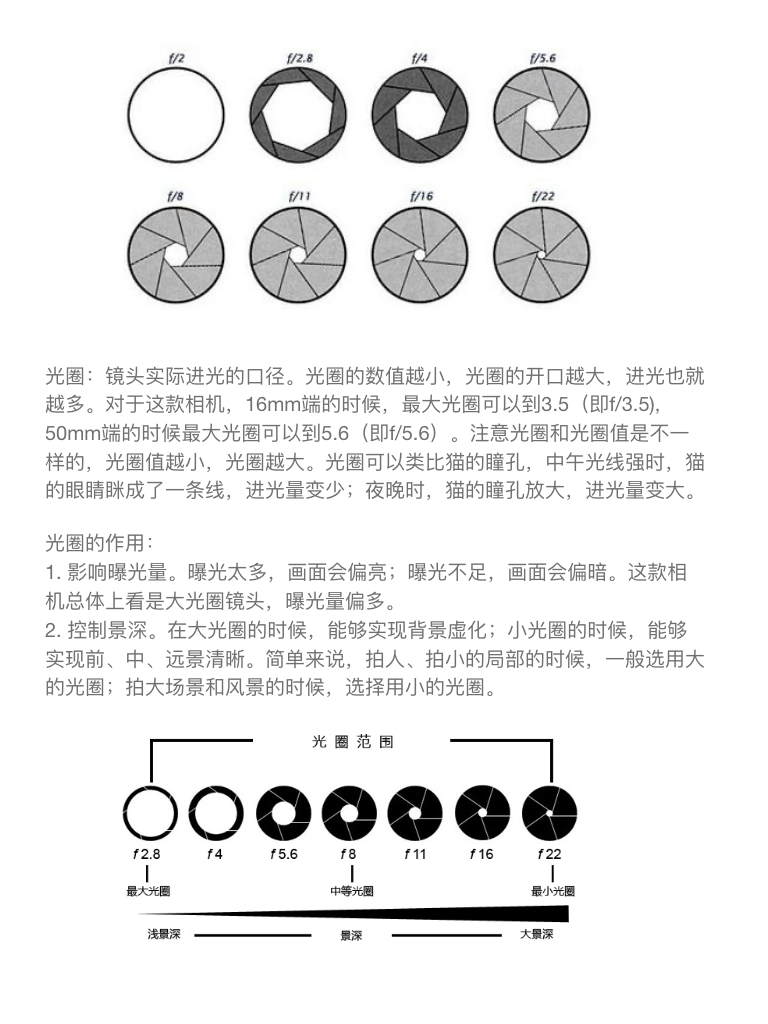 f/2 f/2.8 f/4 f/5.6
f/8 f/11 f/16 f/22
光圈：镜头实际进光的口径。光圈的数值越小，光圈的开口越大，进光也就
越多。对于这款相机，16mm端的时候，最大光圈可以到3.5（即f/3.5),
50mm端的时候最大光圈可以到5.6（即f/5.6）。注意光圈和光圈值是不一
样的，光圈值越小，光圈越大。光圈可以类比猫的瞳孔，中午光线强时，猫
的眼睛眯成了一条线，进光量变少；夜晚时，猫的瞳孔放大，进光量变大。
光圈的作用：
1. 影响曝光量。曝光太多，画面会偏亮；曝光不足，画面会偏暗。这款相
机总体上看是大光圈镜头，曝光量偏多。
2. 控制景深。在大光圈的时候，能够实现背景虚化；小光圈的时候，能够
实现前、中、远景清晰。简单来说，拍人、拍小的局部的时候，一般选用大
的光圈；拍大场景和风景的时候，选择用小的光圈。
光 圈 范 围
f 2.8 f 4 f 5.6 f 8 f 11 f 16 f 22
最大光圈 中等光圈 最小光圈
浅景深 景深 大景深